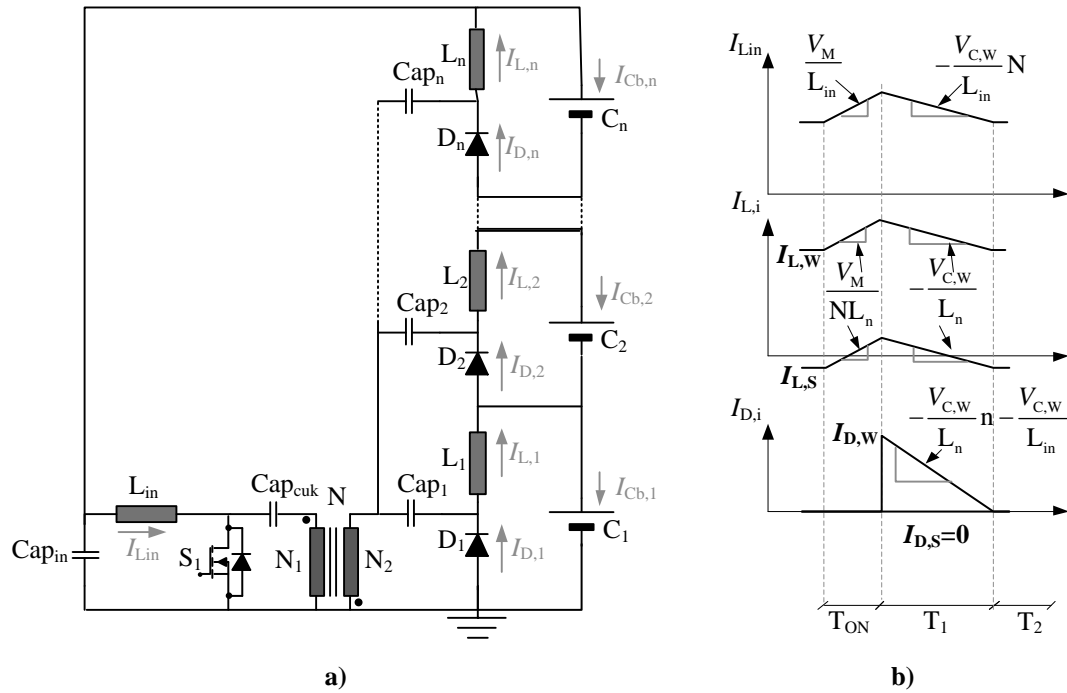 L_n
I_L,n
Cap_n
I_Cb,n
C_n
D_n
I_D,n
L_2
I_L,2
Cap_2
I_Cb,2
C_2
D_2
I_D,2
L_1
I_L,1
L_in
Cap_cuk
N
Cap_1
I_Cb,1
C_1
Cap_in
I_Lin
S_1
N_1
N_2
D_1
I_D,1
a)
I_Lin
V_M
L_in
- V_C,W N
L_in
I_L,i
I_L,W
V_M
NL_n
- V_C,W
L_n
I_L,S
I_D,i
I_D,W
- V_C,W n - V_C,W
L_n L_in
I_D,S=0
T_ON T_1 T_2
b)